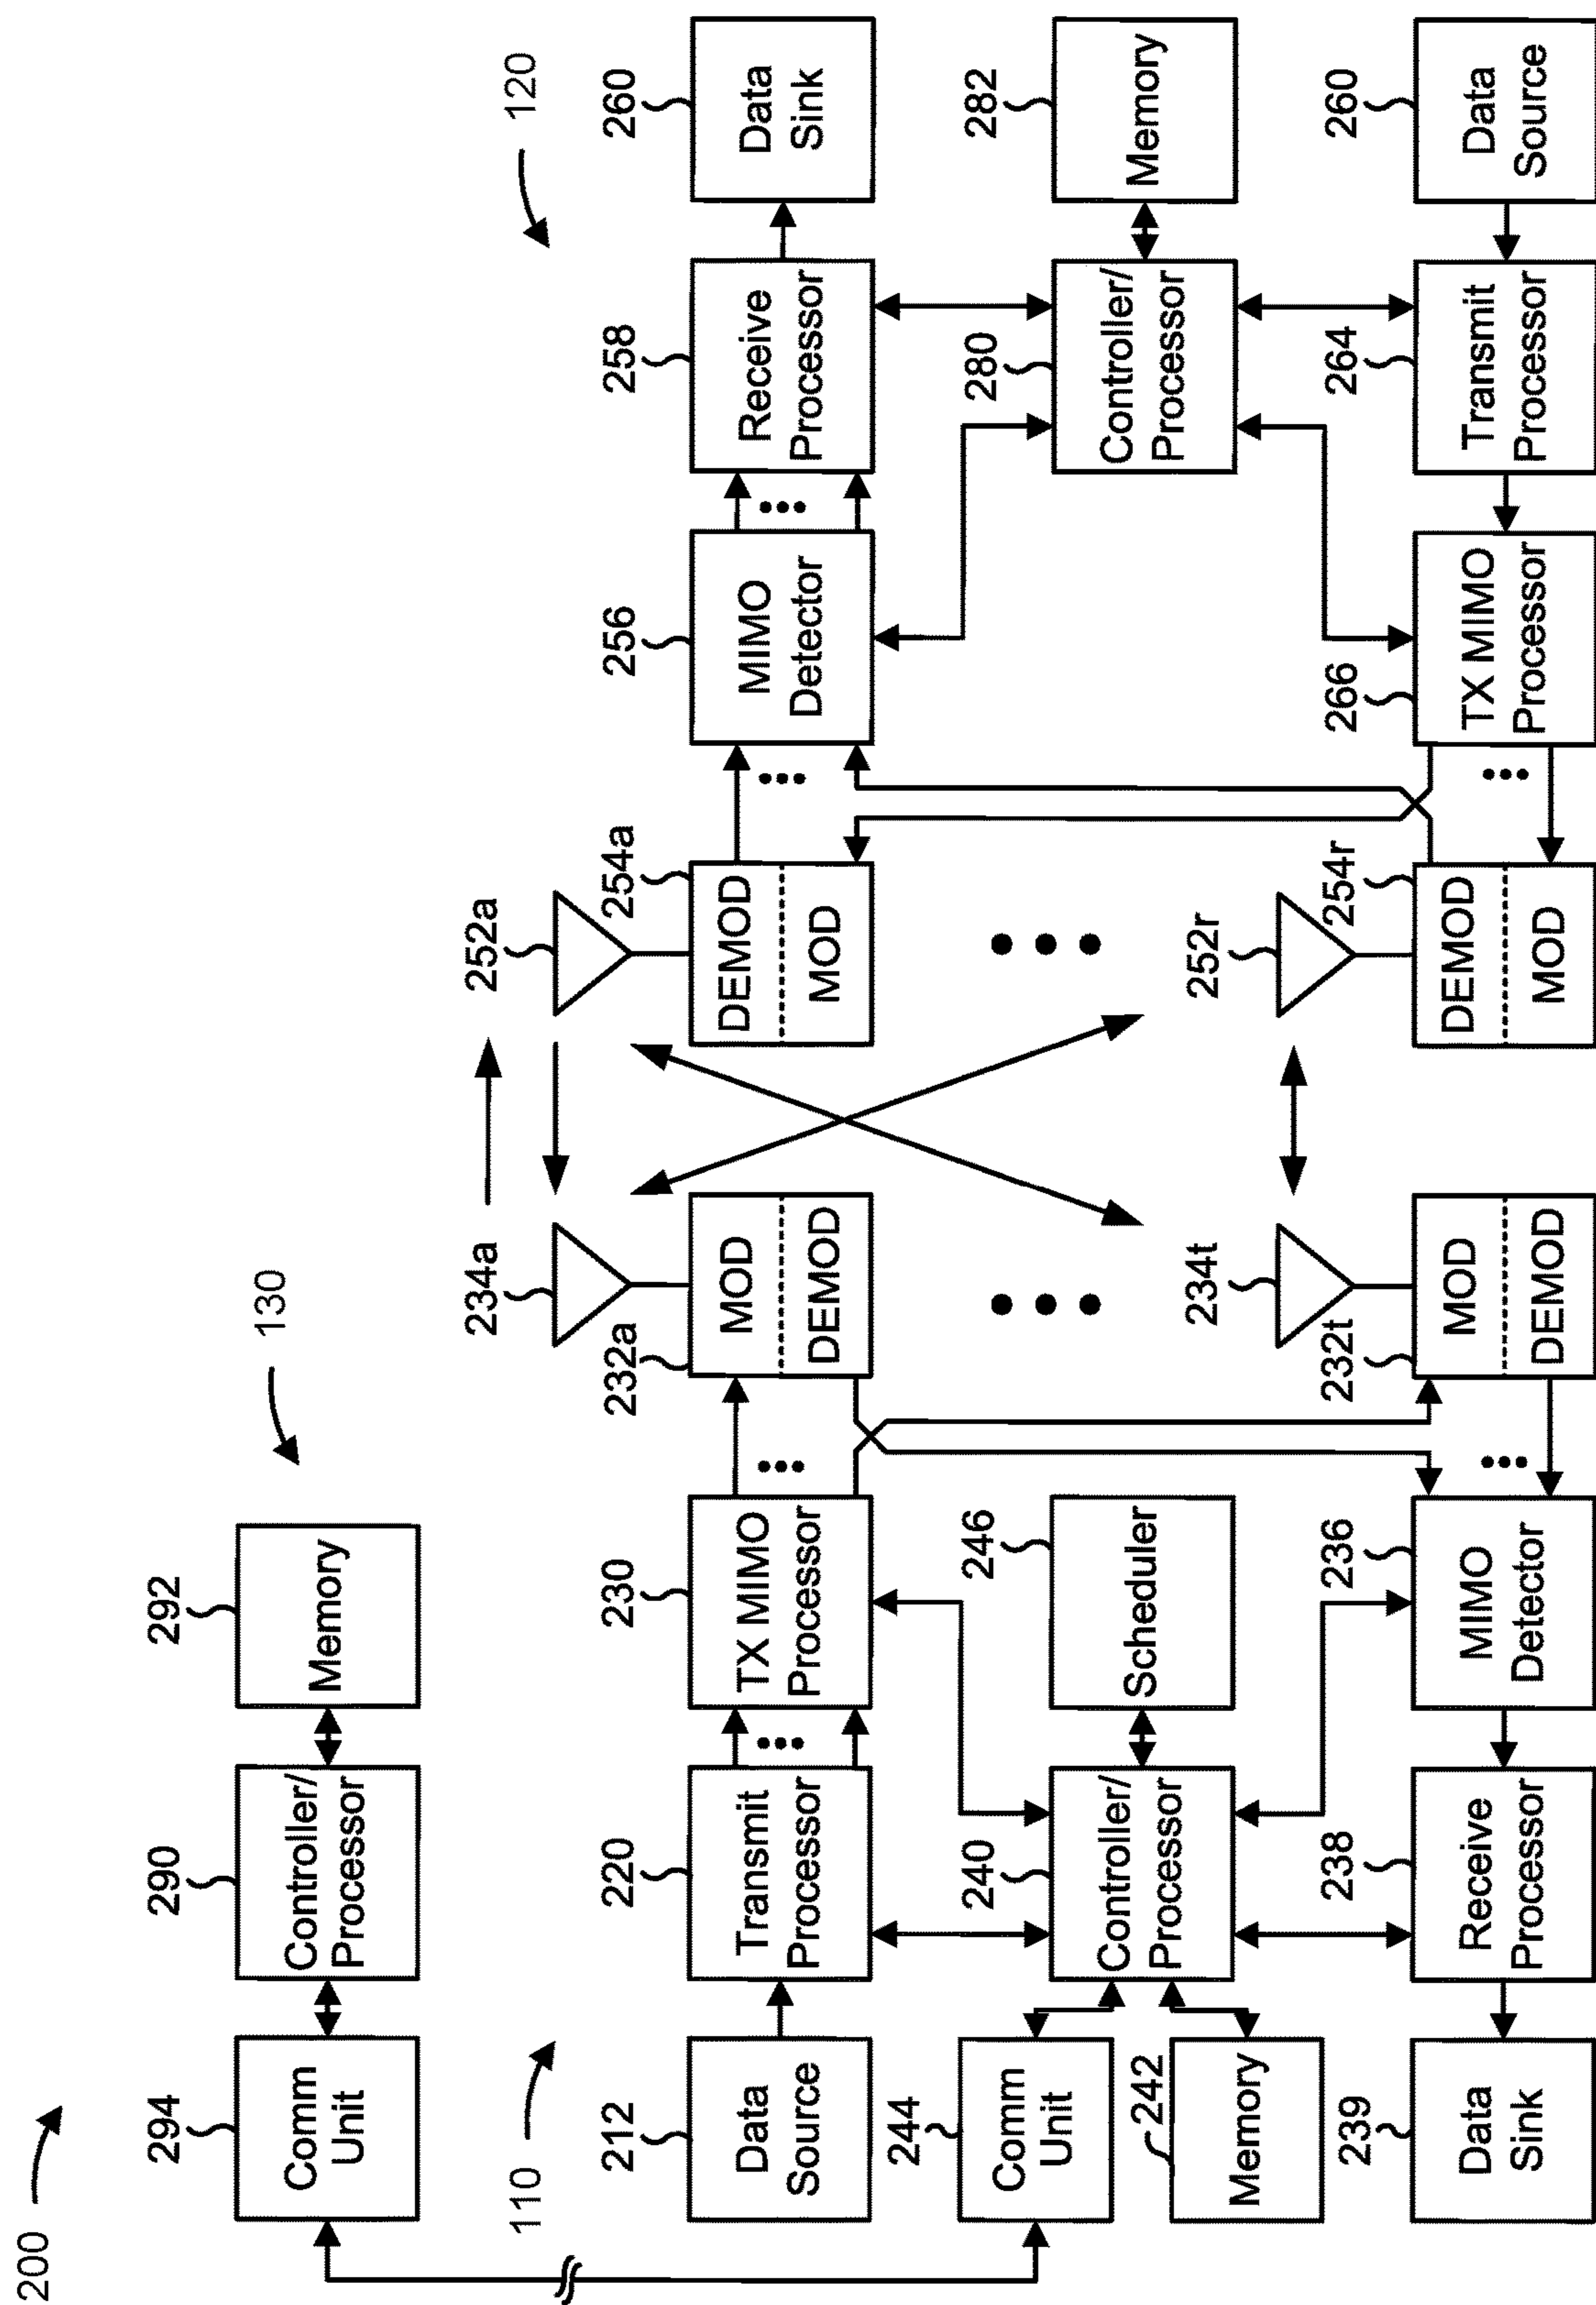 200
294
Comm
Unit
290
Controller/
Processor
292
Memory
130
110
120
212
Data
Source
220
Transmit
Processor
230
TX MIMO
Processor
232a
MOD
DEMOD
234a
252a
254a
DEMOD
MOD
256
MIMO
Detector
258
Receive
Processor
260
Data
Sink
244
Comm
Unit
242
Memory
240
Controller/
Processor
246
Scheduler
280
Controller/
Processor
282
Memory
239
Data
Sink
238
Receive
Processor
236
MIMO
Detector
232t
MOD
DEMOD
234t
252r
254r
DEMOD
MOD
266
TX MIMO
Processor
264
Transmit
Processor
260
Data
Source